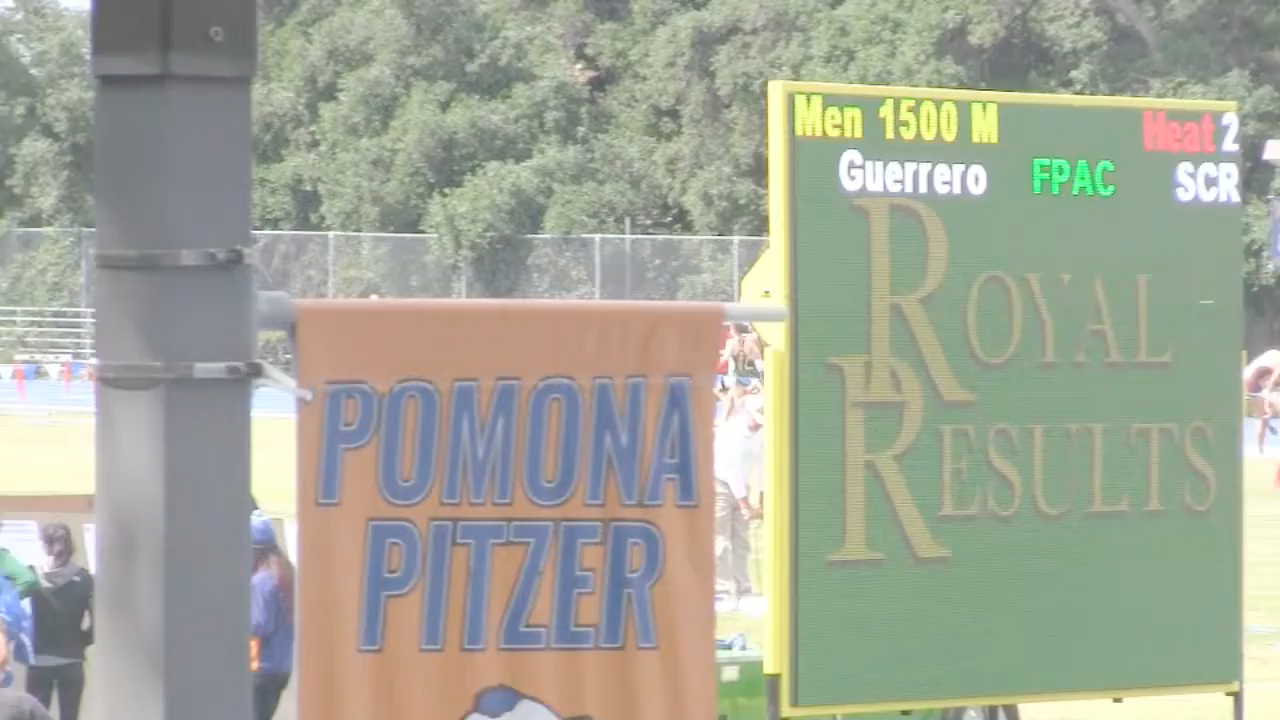 POMONA
PITZER
Men 1500 M Heat 2
Guerrero FPAC SCR
ROYAL
RESULTS